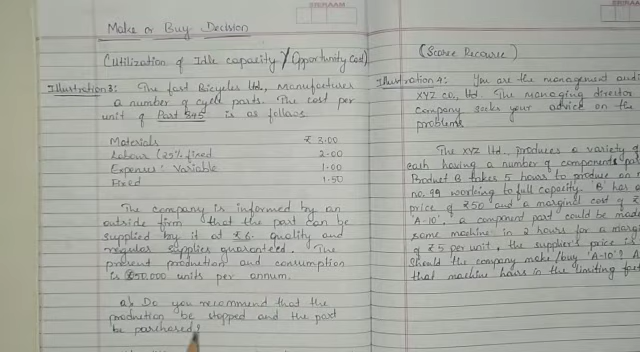 SHRIRAAM
Make or Buy Decision
(Utilization of Idle capacity / Opportunity Cost)
Illustration 3: The fast Bicycles Ltd., manufactures
a number of cycle parts. The cost per
unit of Part 345 is as follows
Materials ₹ 3.00
Labour (25% fixed 2.00
Expenses: Variable 1.00
Fixed 1.50
The company is informed by an
outside firm that the part can be
supplied by it at ₹6. quality and
regular supplies guaranteed. The
present production and consumption
is 50,000 units per annum.
a) Do you recommend that the
production be stopped and the part
be purchased?
(Scarce Recourse)
Illustration 4: You are the management audi
XYZ co., Ltd. The managing director
company seeks your advice on the
problems
The XYZ Ltd. produces a variety of
each having a number of components pa
Product B takes 5 hours to produce on
no. 99 working to full capacity. B has a
price of ₹50 and a marginal cost of ₹
'A-10', a component part could be made
same machine in 2 hours for a marg
of ₹5 per unit, the supplier's price is
Should the company make/buy 'A-10'? A
that machine hours is the limiting fact